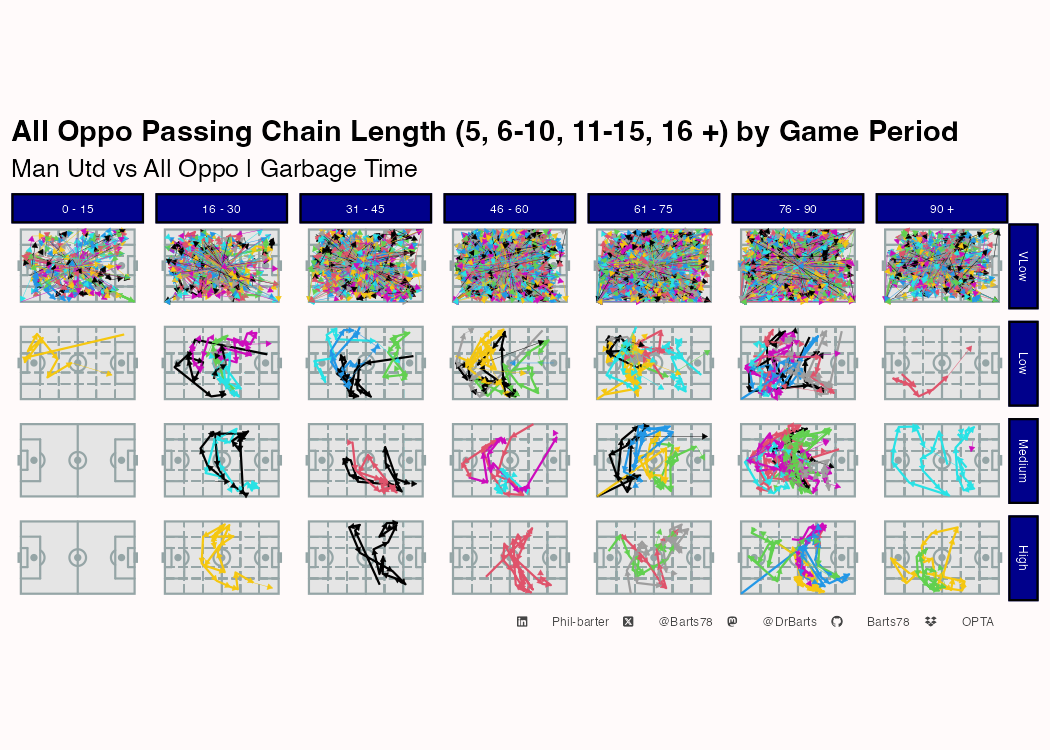 All Oppo Passing Chain Length (5, 6-10, 11-15, 16 +) by Game Period
Man Utd vs All Oppo | Garbage Time
0 - 15 16 - 30 31 - 45 46 - 60 61 - 75 76 - 90 90 +
VLow
Low
Medium
High
Phil-barter @Barts78 @DrBarts Barts78 OPTA